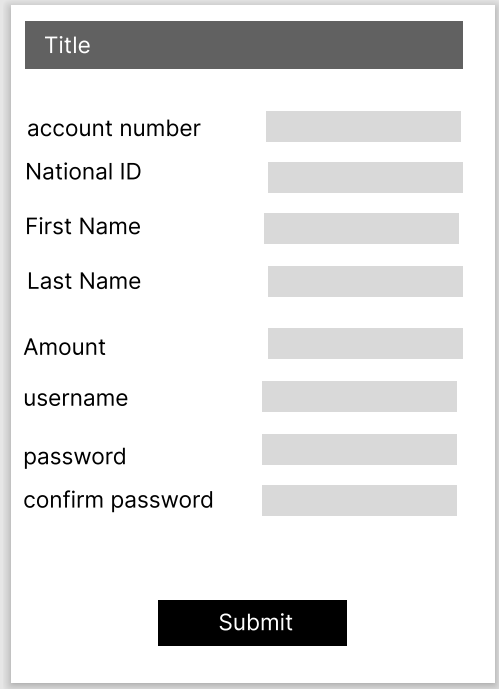 Title
account number
National ID
First Name
Last Name
Amount
username
password
confirm password
Submit